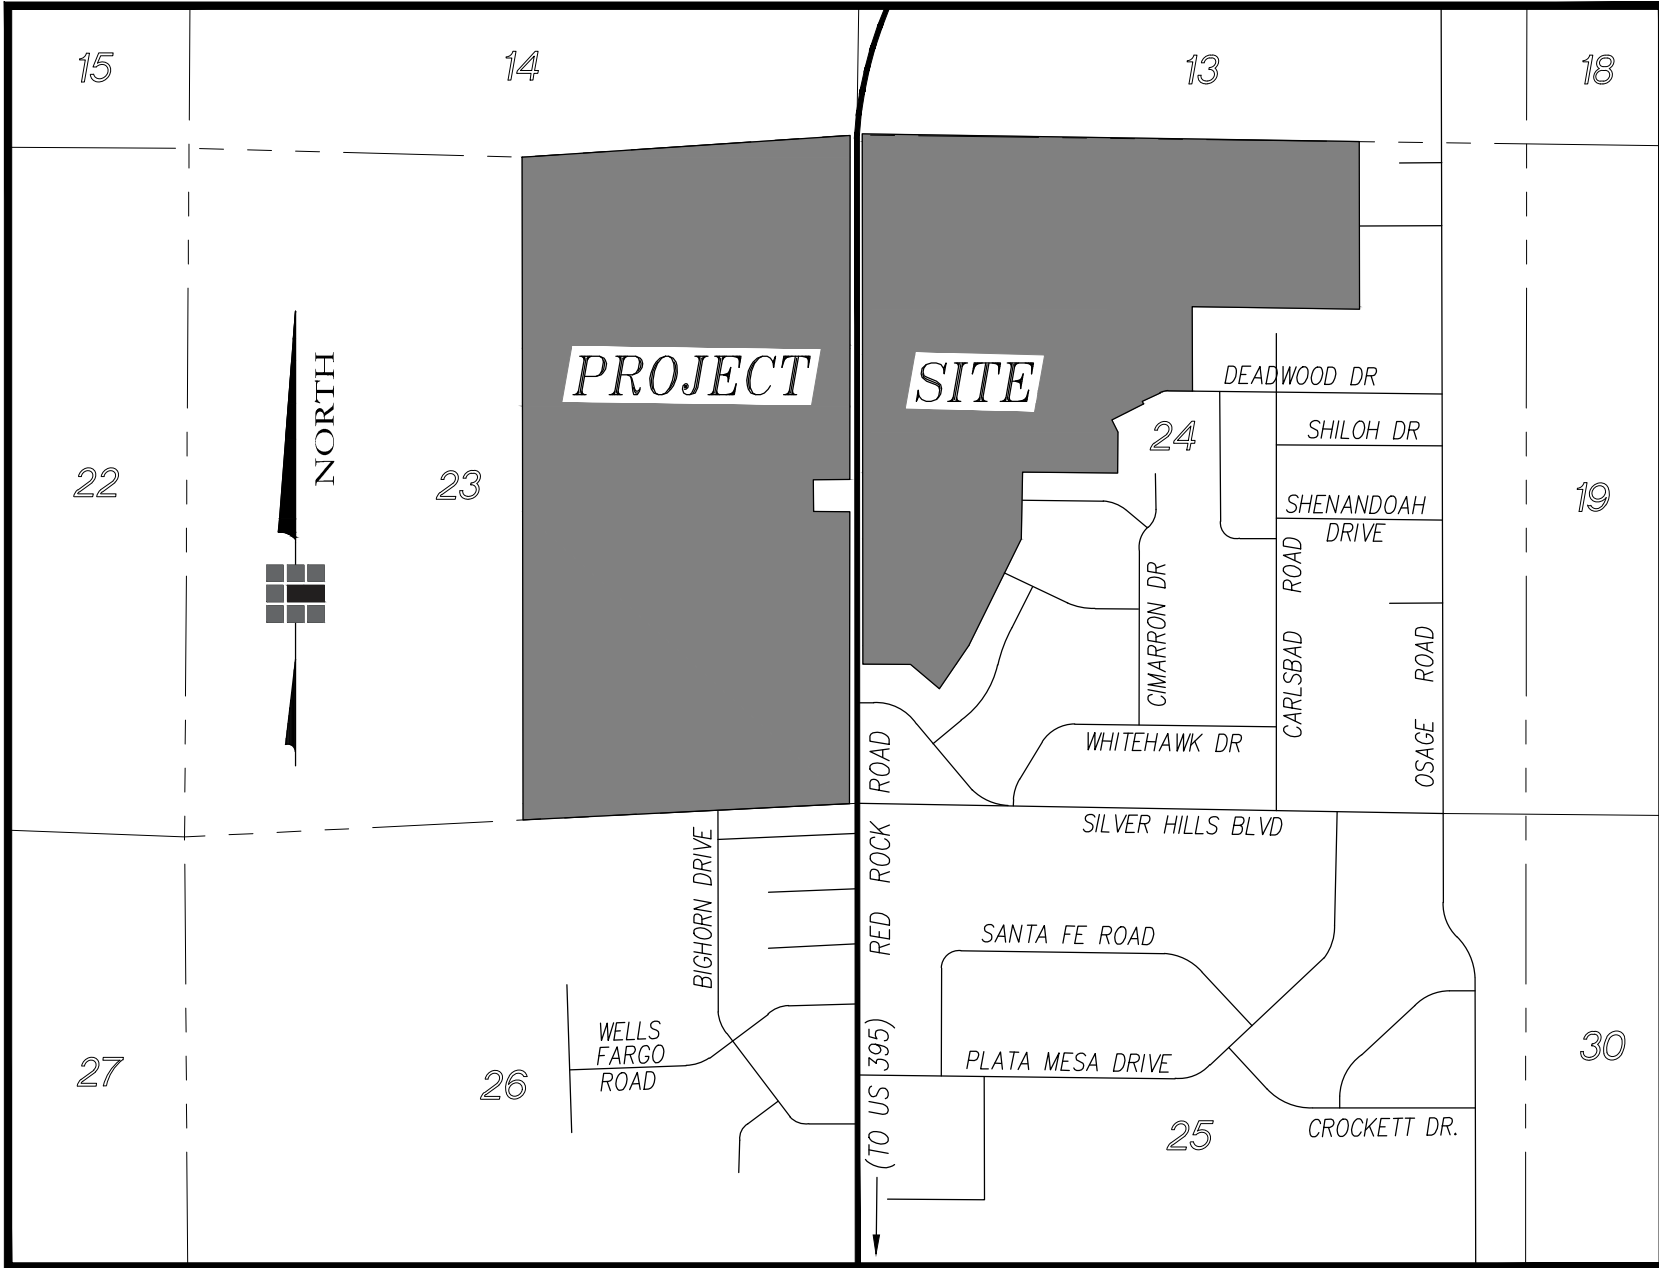 15
14
13
18
PROJECT
SITE
NORTH
DEADWOOD DR
SHILOH DR
24
22
23
SHENANDOAH
DRIVE
19
CIMARRON DR
CARLSBAD ROAD
OSAGE ROAD
WHITEHAWK DR
SILVER HILLS BLVD
BIGHORN DRIVE
RED ROCK ROAD
(TO US 395)
SANTA FE ROAD
WELLS
FARGO
ROAD
PLATA MESA DRIVE
27
26
25
30
CROCKETT DR.